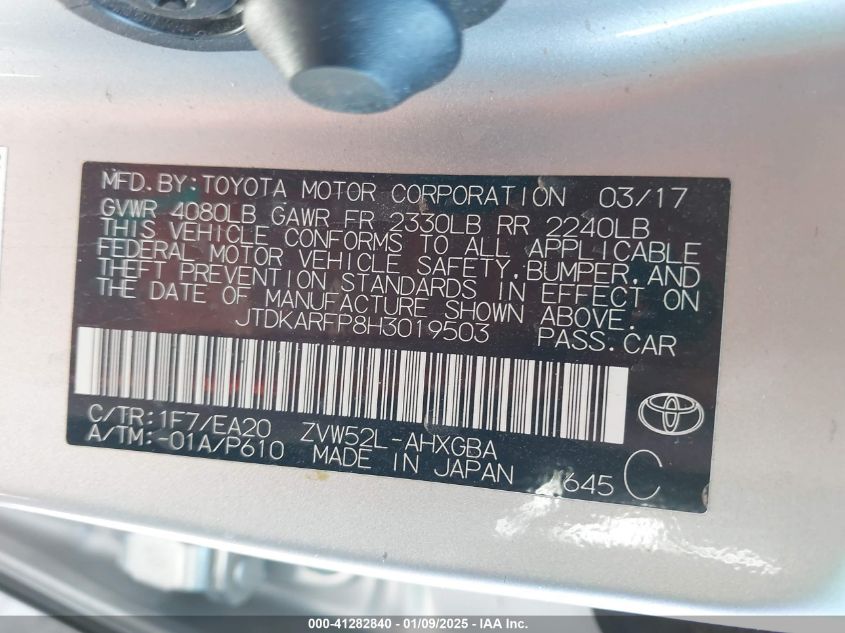 MFD. BY: TOYOTA MOTOR CORPORATION 03/17
GVWR 4080LB GAWR FR 2330LB RR 2240LB
THIS VEHICLE CONFORMS TO ALL APPLICABLE
FEDERAL MOTOR VEHICLE SAFETY, BUMPER, AND
THEFT PREVENTION STANDARDS IN EFFECT ON
THE DATE OF MANUFACTURE SHOWN ABOVE.
JTDKARFP8H3019503 PASS. CAR
C/TR: 1F7/EA20 ZVW52L-AHXGBA
A/TM: -01A/P610 MADE IN JAPAN 645 C
000-41282840 | 01/09/2025 | IAA Inc.